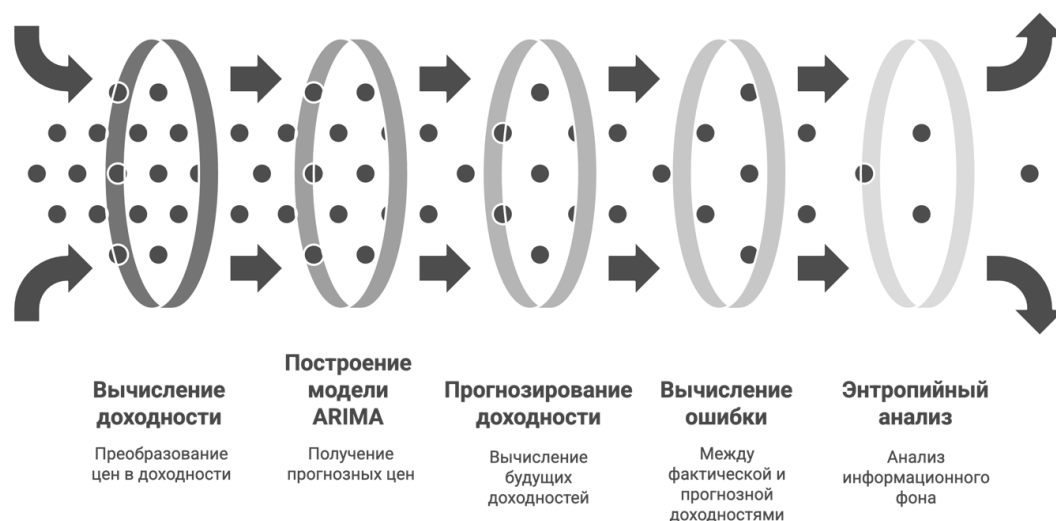 Вычисление
доходности
Преобразование
цен в доходности
Построение
модели
ARIMA
Получение
прогнозных цен
Прогнозирование
доходности
Вычисление
будущих
доходностей
Вычисление
ошибки
Между
фактической и
прогнозной
доходностями
Энтропийный
анализ
Анализ
информационного
фона